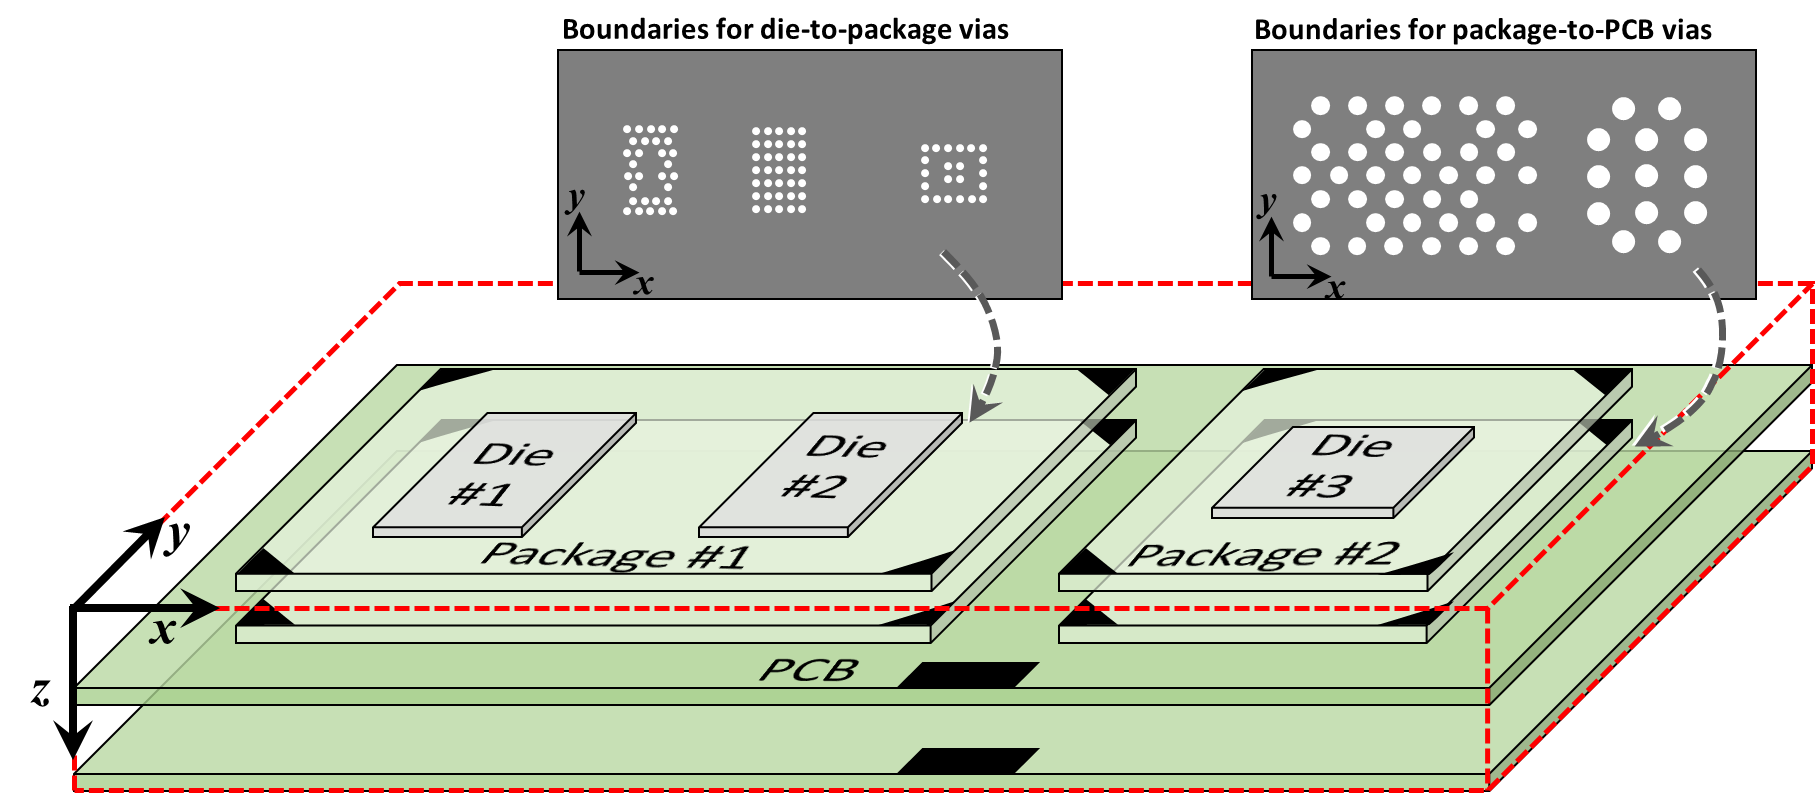 Boundaries for die-to-package vias
Boundaries for package-to-PCB vias
y
x
y
x
Die
#1
Die
#2
Die
#3
Package #1
Package #2
y
x
z
PCB